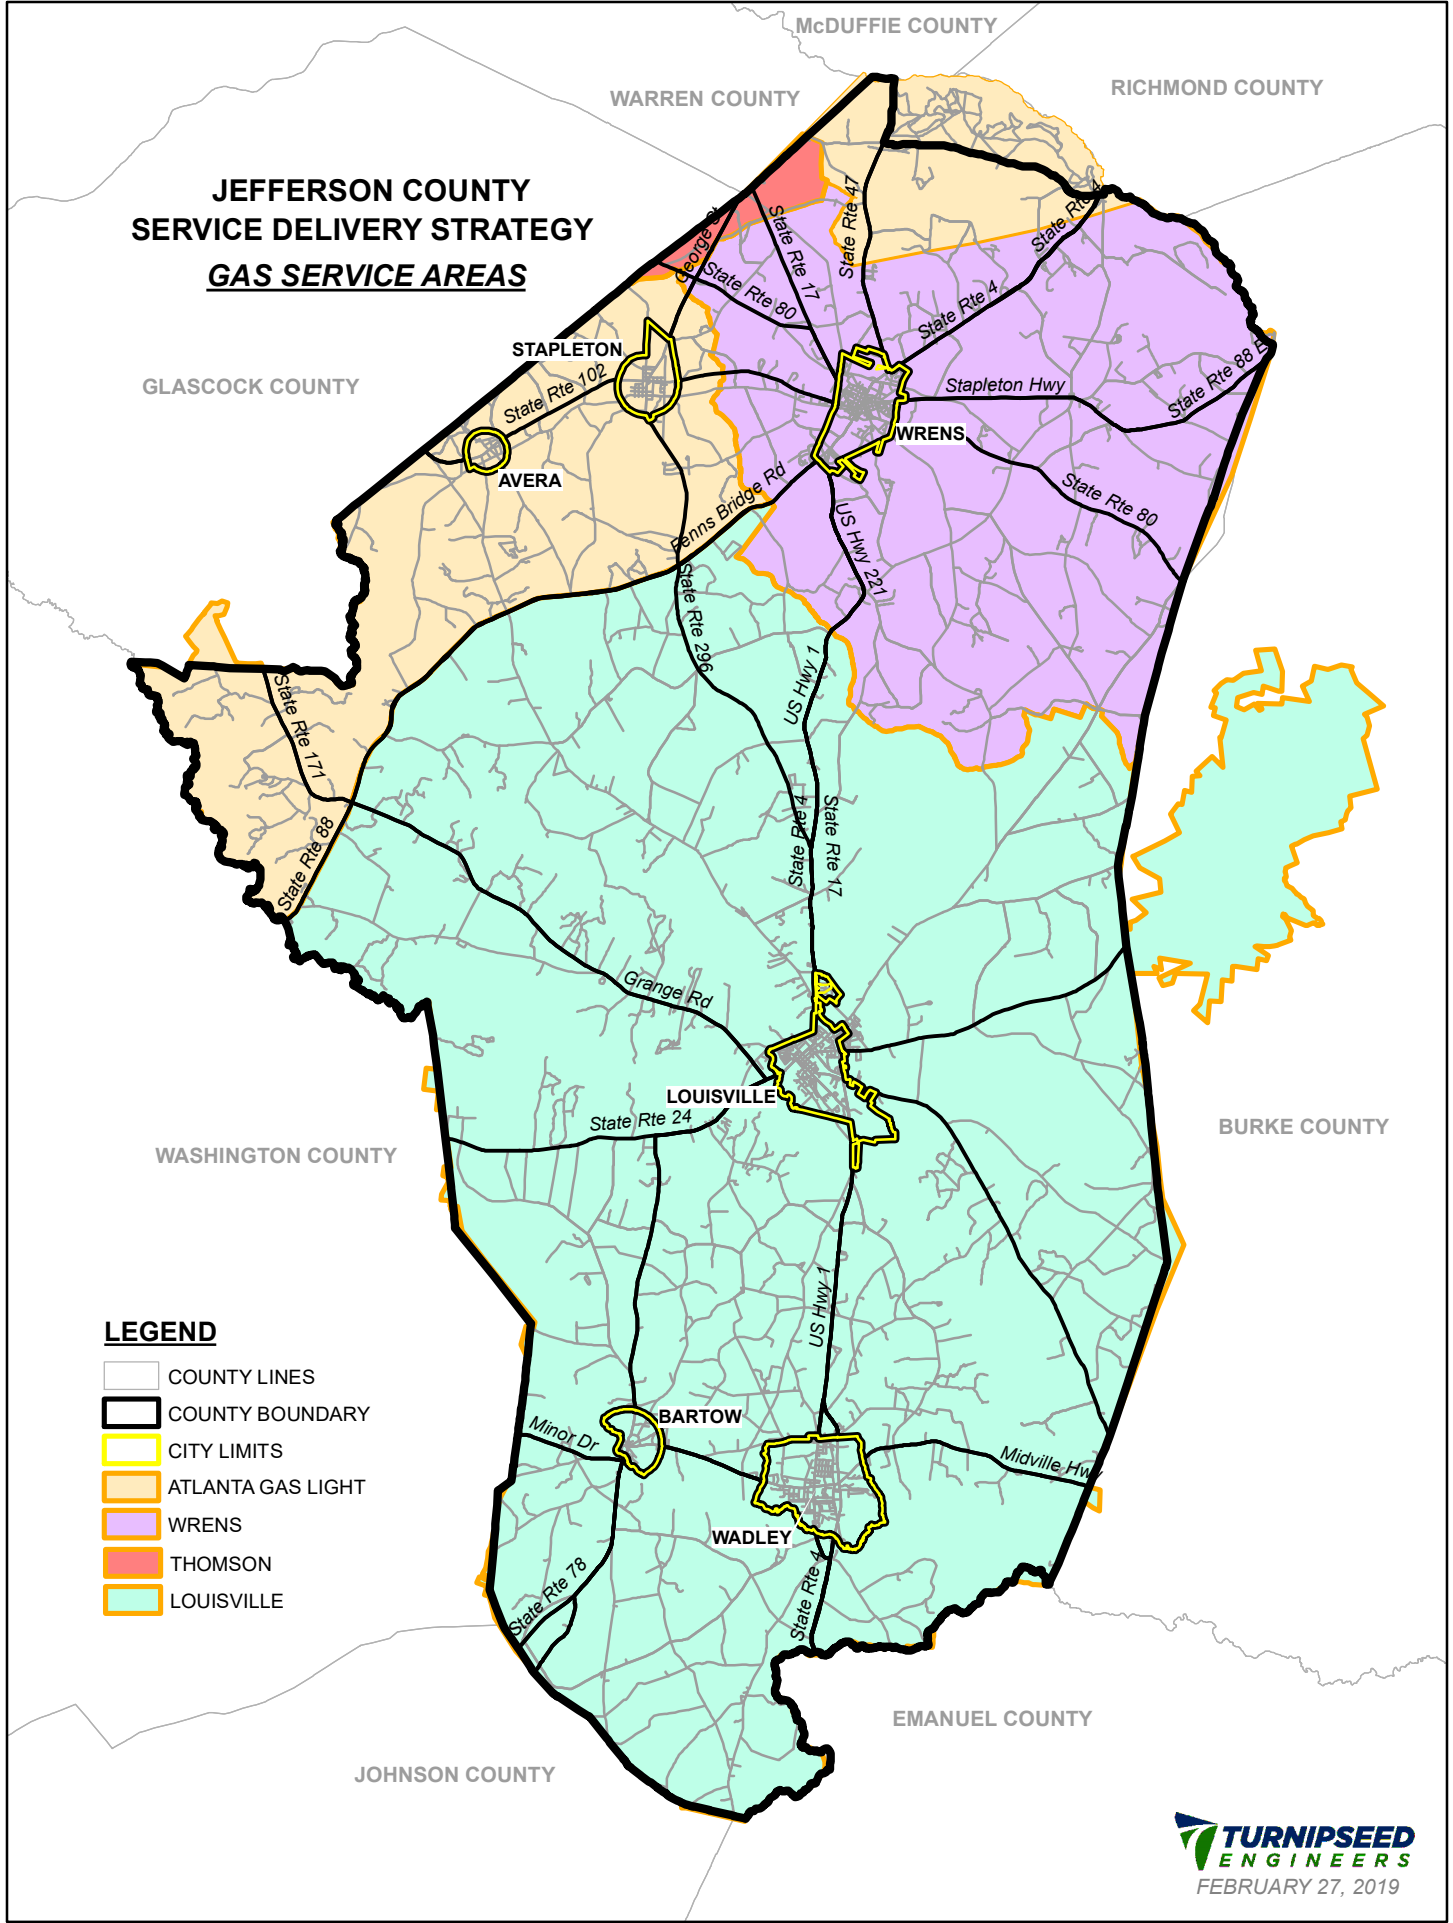 McDUFFIE COUNTY
RICHMOND COUNTY
WARREN COUNTY
JEFFERSON COUNTY
SERVICE DELIVERY STRATEGY
GAS SERVICE AREAS
George St
State Rte 17
State Rte 47
State Rte 4
State Rte 80
State Rte 4
STAPLETON
State Rte 102
GLASCOCK COUNTY
Stapleton Hwy
State Rte 88 E
WRENS
AVERA
Fenns Bridge Rd
State Rte 80
US Hwy 221
State Rte 296
US Hwy 1
State Rte 171
State Rte 88
State Rte 4
State Rte 17
Grange Rd
LOUISVILLE
State Rte 24
WASHINGTON COUNTY
BURKE COUNTY
US Hwy 1
LEGEND
COUNTY LINES
COUNTY BOUNDARY
CITY LIMITS
ATLANTA GAS LIGHT
WRENS
THOMSON
LOUISVILLE
BARTOW
Minor Dr
Midville Hwy
WADLEY
State Rte 78
State Rte 4
EMANUEL COUNTY
JOHNSON COUNTY
TURNIPSEED
ENGINEERS
FEBRUARY 27, 2019